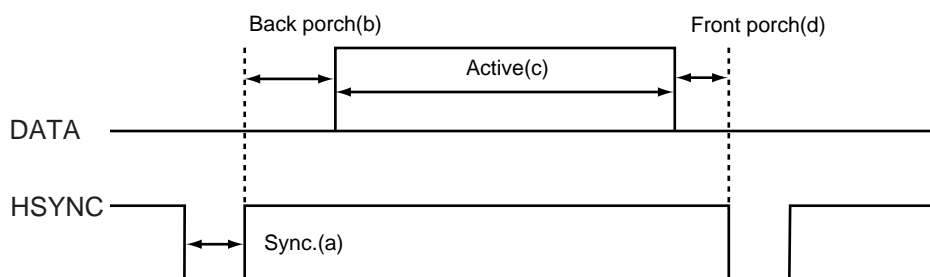 Back porch(b)
Front porch(d)
Active(c)
DATA
HSYNC
Sync.(a)